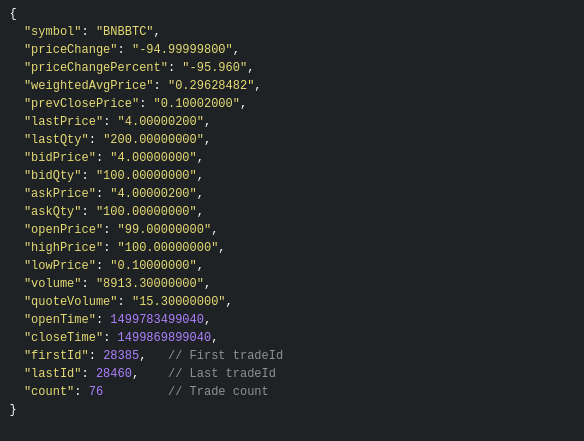 {
  "symbol": "BNBBTC",
  "priceChange": "-94.99999800",
  "priceChangePercent": "-95.960",
  "weightedAvgPrice": "0.29628482",
  "prevClosePrice": "0.10002000",
  "lastPrice": "4.00000200",
  "lastQty": "200.00000000",
  "bidPrice": "4.00000000",
  "bidQty": "100.00000000",
  "askPrice": "4.00000200",
  "askQty": "100.00000000",
  "openPrice": "99.00000000",
  "highPrice": "100.00000000",
  "lowPrice": "0.10000000",
  "volume": "8913.30000000",
  "quoteVolume": "15.30000000",
  "openTime": 1499783499040,
  "closeTime": 1499869899040,
  "firstId": 28385,   // First tradeId
  "lastId": 28460,    // Last tradeId
  "count": 76         // Trade count
}